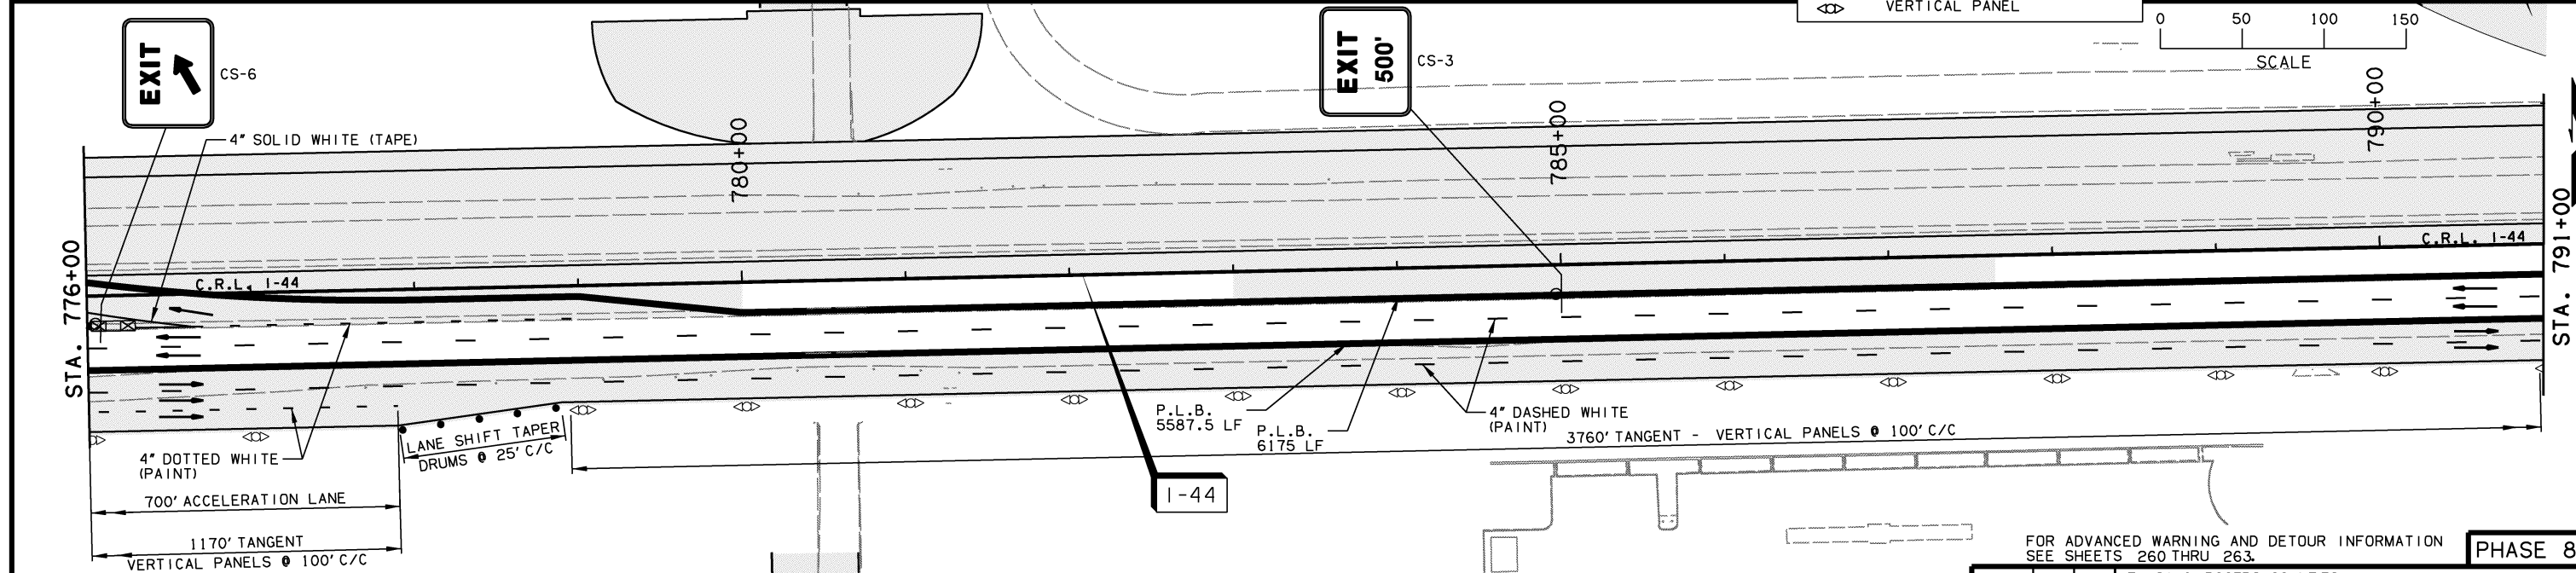 VERTICAL PANEL
0 50 100 150
SCALE
EXIT
CS-6
EXIT
500'
CS-3
4" SOLID WHITE (TAPE)
780+00
785+00
790+00
STA. 776+00
STA. 791+00
C.R.L. I-44
C.R.L. I-44
4" DOTTED WHITE
(PAINT)
LANE SHIFT TAPER
DRUMS @ 25' C/C
P.L.B.
5587.5 LF
P.L.B.
6175 LF
4" DASHED WHITE
(PAINT)
3760' TANGENT - VERTICAL PANELS @ 100' C/C
700' ACCELERATION LANE
1170' TANGENT
VERTICAL PANELS @ 100' C/C
I-44
FOR ADVANCED WARNING AND DETOUR INFORMATION
SEE SHEETS 260 THRU 263.
PHASE 8